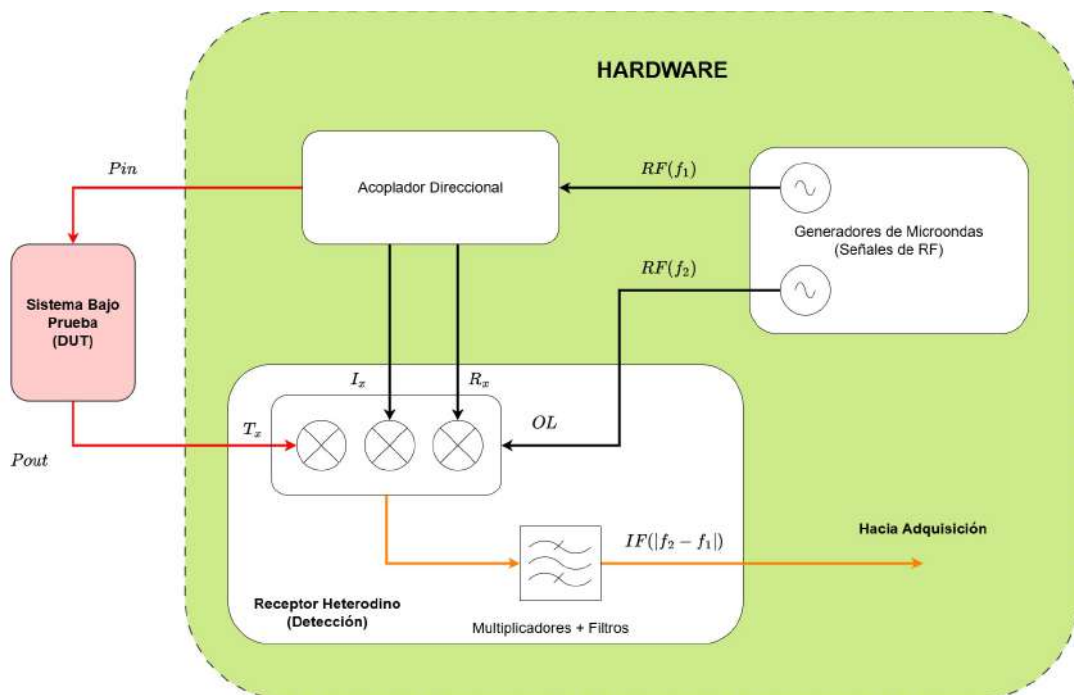 HARDWARE
Pin
Acoplador Direccional
RF(f₁)
Generadores de Microondas
(Señales de RF)
RF(f₂)
Sistema Bajo
Prueba
(DUT)
Iₓ
Rₓ
Tₓ
OL
Pout
IF(|f₂ − f₁|)
Hacia Adquisición
Receptor Heterodino
(Detección)
Multiplicadores + Filtros